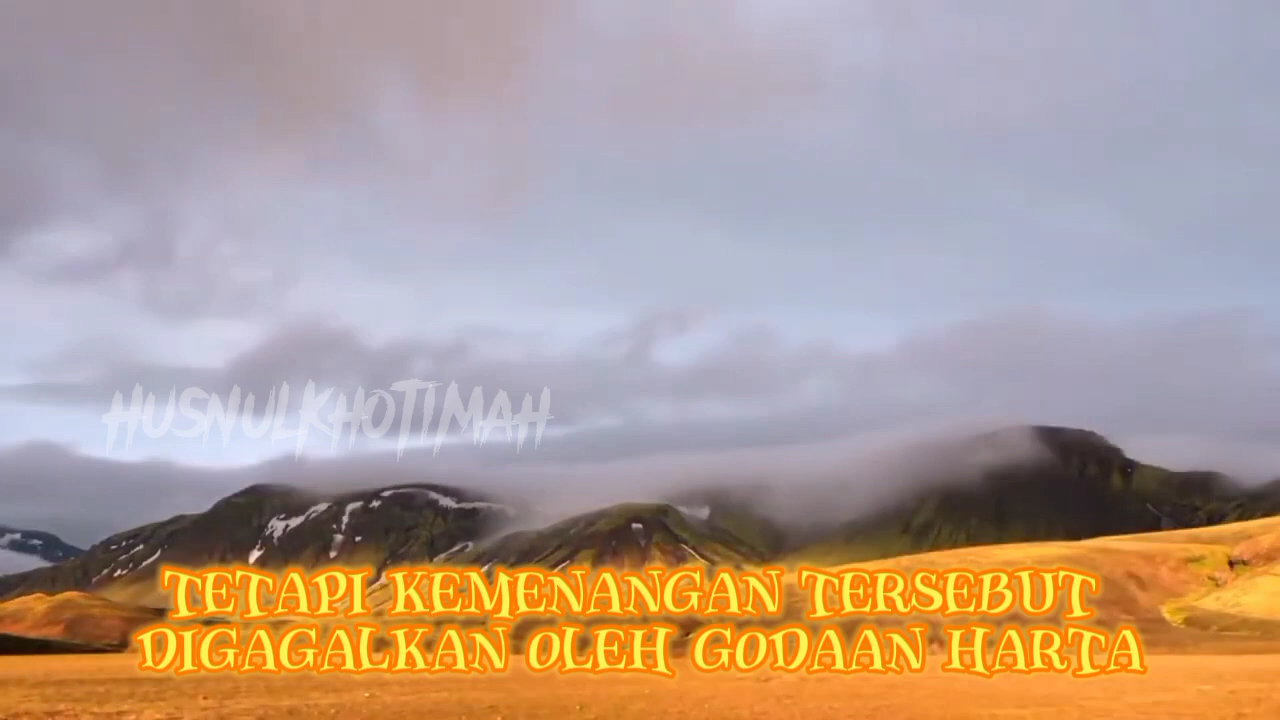 HUSNULKHOTIMAH
TETAPI KEMENANGAN TERSEBUT
DIGAGALKAN OLEH GODAAN HARTA